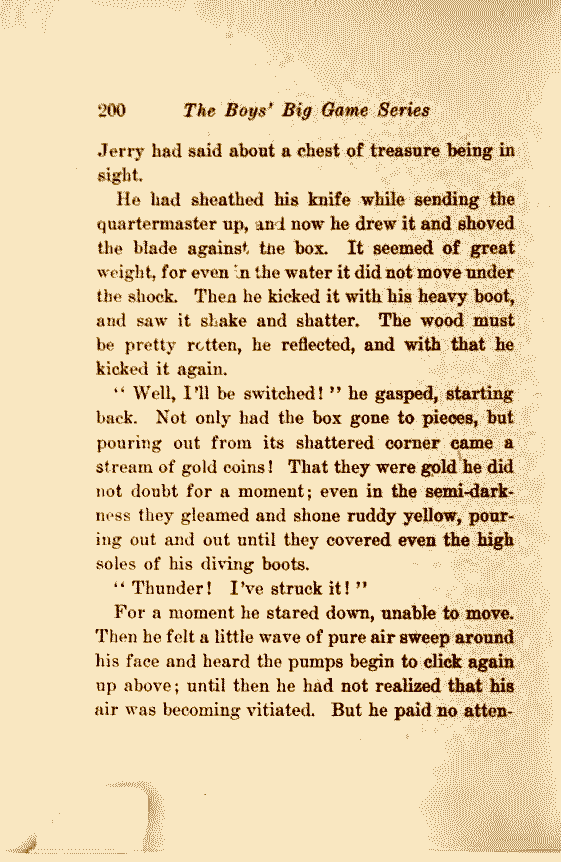 200 The Boys' Big Game Series
Jerry had said about a chest of treasure being in
sight.
He had sheathed his knife while sending the
quartermaster up, and now he drew it and shoved
the blade against the box. It seemed of great
weight, for even in the water it did not move under
the shock. Then he kicked it with his heavy boot,
and saw it shake and shatter. The wood must
be pretty rotten, he reflected, and with that he
kicked it again.
“ Well, I'll be switched! ” he gasped, starting
back. Not only had the box gone to pieces, but
pouring out from its shattered corner came a
stream of gold coins! That they were gold he did
not doubt for a moment; even in the semi-dark-
ness they gleamed and shone ruddy yellow, pour-
ing out and out until they covered even the high
soles of his diving boots.
“ Thunder! I've struck it! ”
For a moment he stared down, unable to move.
Then he felt a little wave of pure air sweep around
his face and heard the pumps begin to click again
up above; until then he had not realized that his
air was becoming vitiated. But he paid no atten-